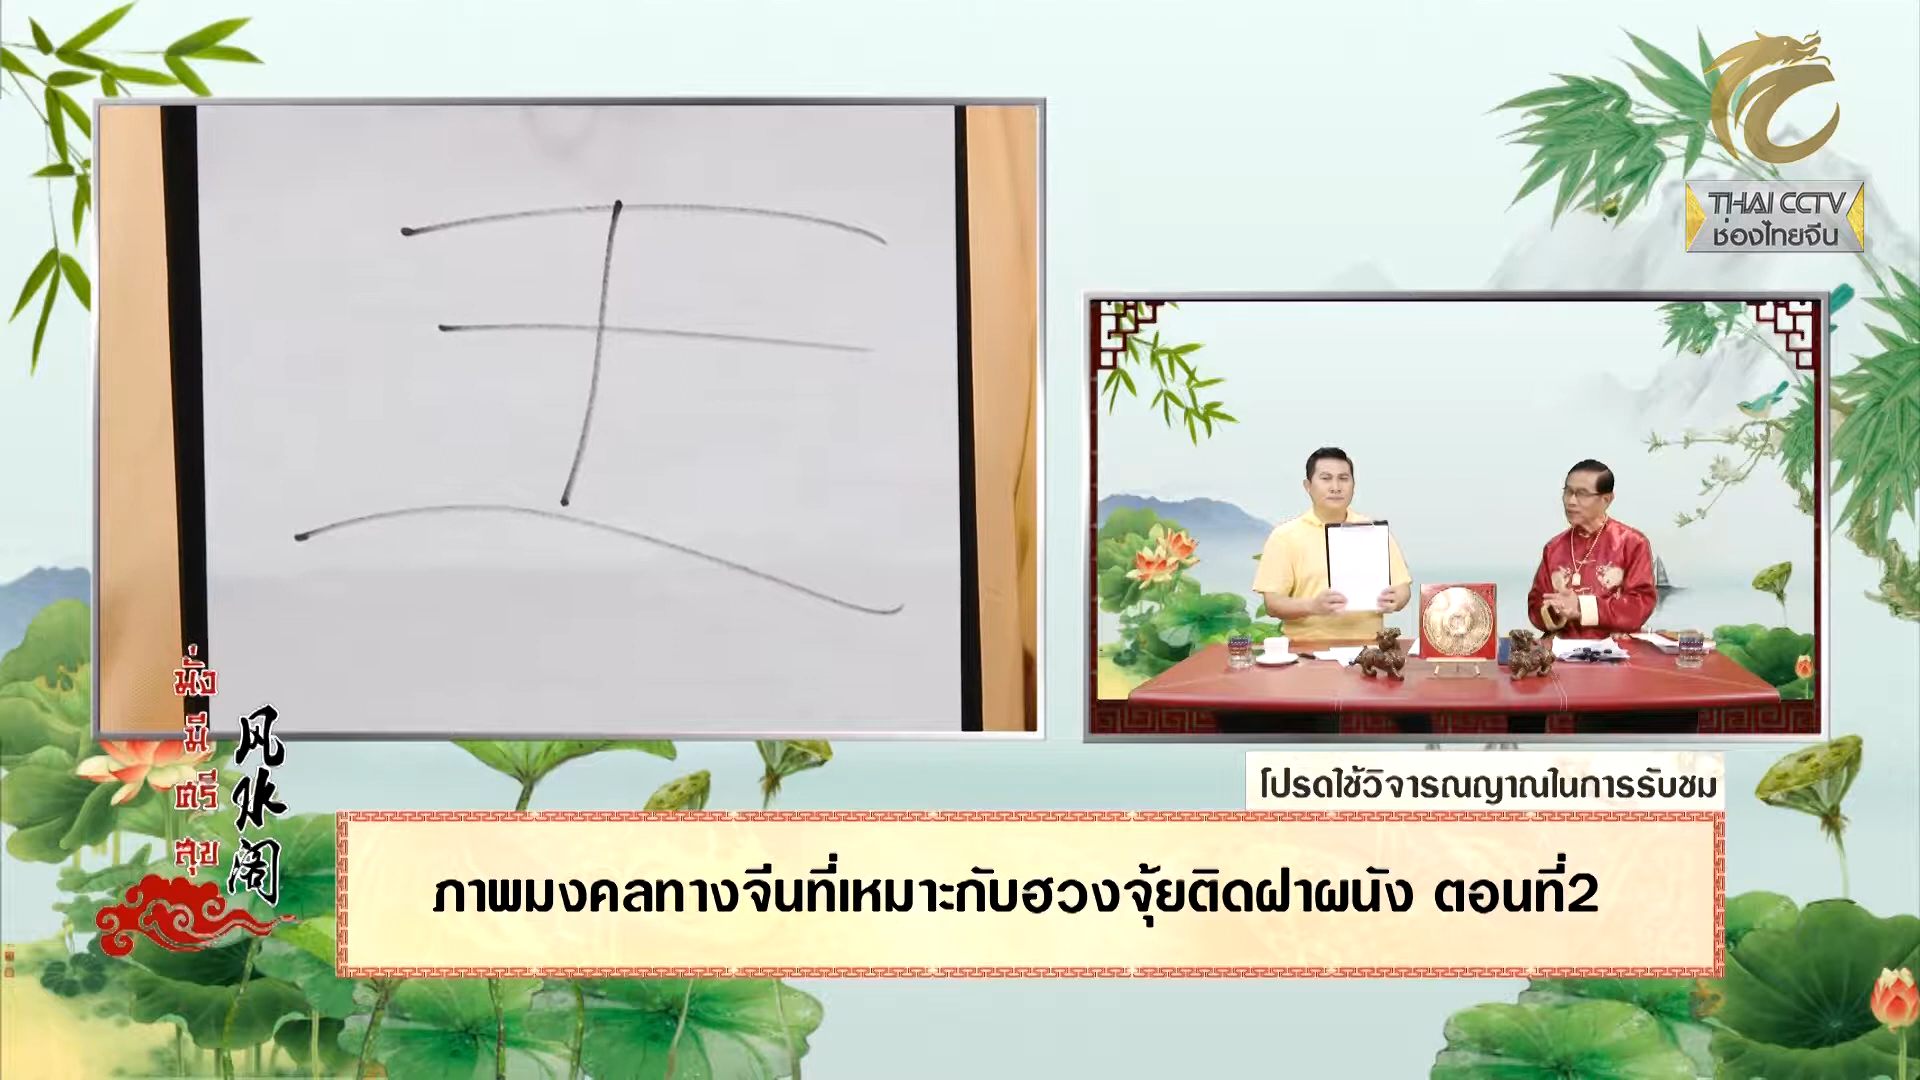 王
THAI CCTV
ช่องไทยจีน
มั่งมีศรีสุข
风水阁
โปรดใช้วิจารณญาณในการรับชม
ภาพมงคลทางจีนที่เหมาะกับฮวงจุ้ยติดฝาผนัง ตอนที่2